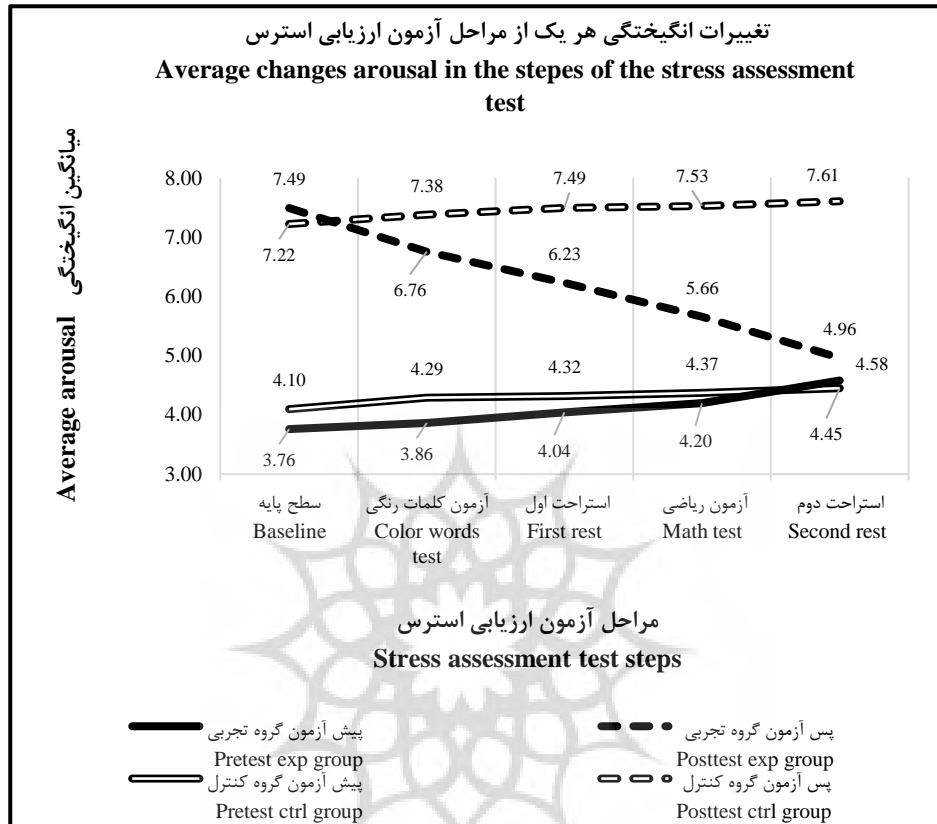 تغییرات انگیختگی هر یک از مراحل آزمون ارزیابی استرس
Average changes arousal in the stepes of the stress assessment
test
میانگین انگیختگی
Average arousal
8.00
7.00
6.00
5.00
4.00
3.00
7.49
7.38
7.49
7.53
7.61
7.22
6.76
6.23
5.66
4.96
4.10
4.29
4.32
4.37
4.58
3.76
3.86
4.04
4.20
4.45
سطح پایه
Baseline
آزمون کلمات رنگی
Color words
test
استراحت اول
First rest
آزمون ریاضی
Math test
استراحت دوم
Second rest
مراحل آزمون ارزیابی استرس
Stress assessment test steps
پیش آزمون گروه تجربی
Pretest exp group
پس آزمون گروه تجربی
Posttest exp group
پیش آزمون گروه کنترل
Pretest ctrl group
پس آزمون گروه کنترل
Posttest ctrl group